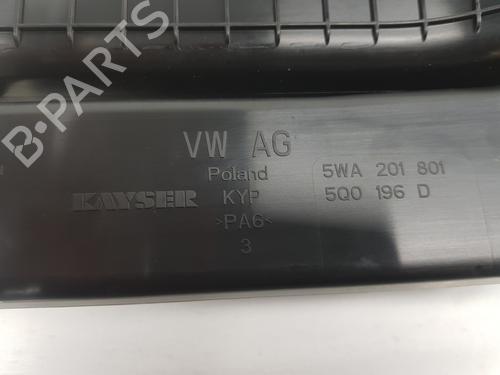 VW AG
Poland
KAYSER KYP
>PA6<
3
5WA 201 801
5Q0 196 D
B-PARTS